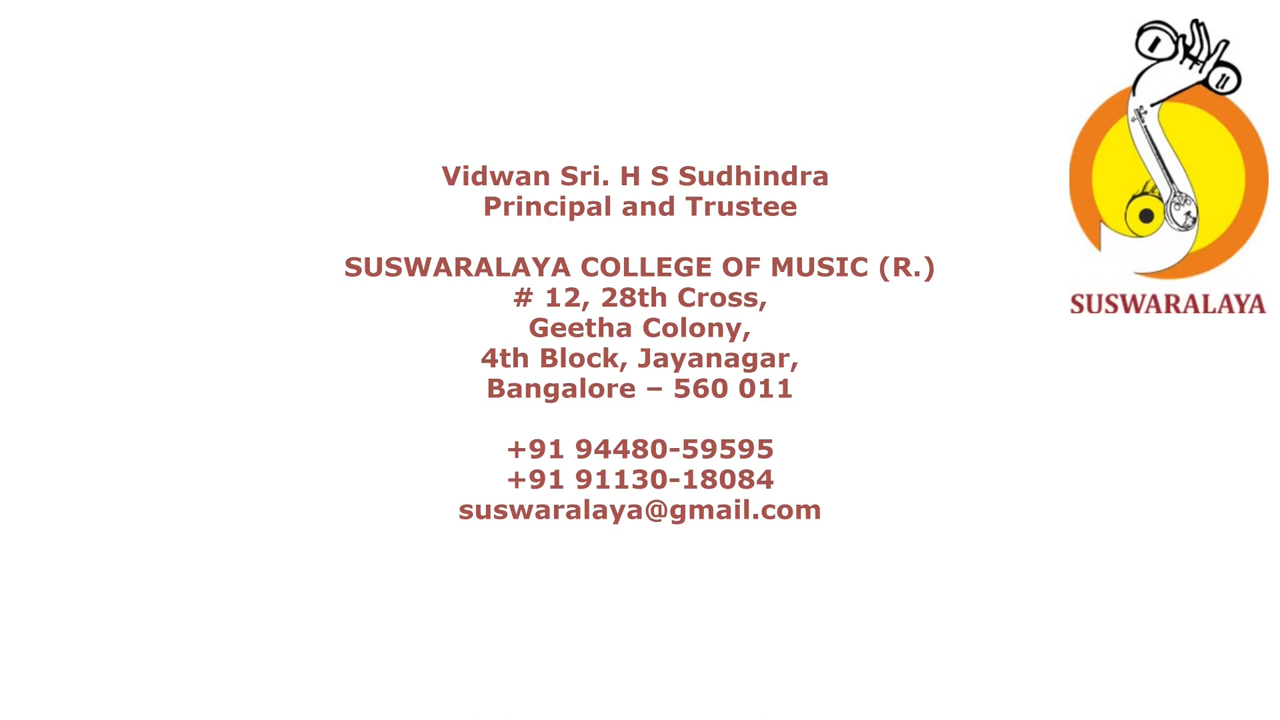 Vidwan Sri. H S Sudhindra
Principal and Trustee
SUSWARALAYA COLLEGE OF MUSIC (R.)
# 12, 28th Cross,
Geetha Colony,
4th Block, Jayanagar,
Bangalore – 560 011
+91 94480-59595
+91 91130-18084
suswaralaya@gmail.com
SUSWARALAYA